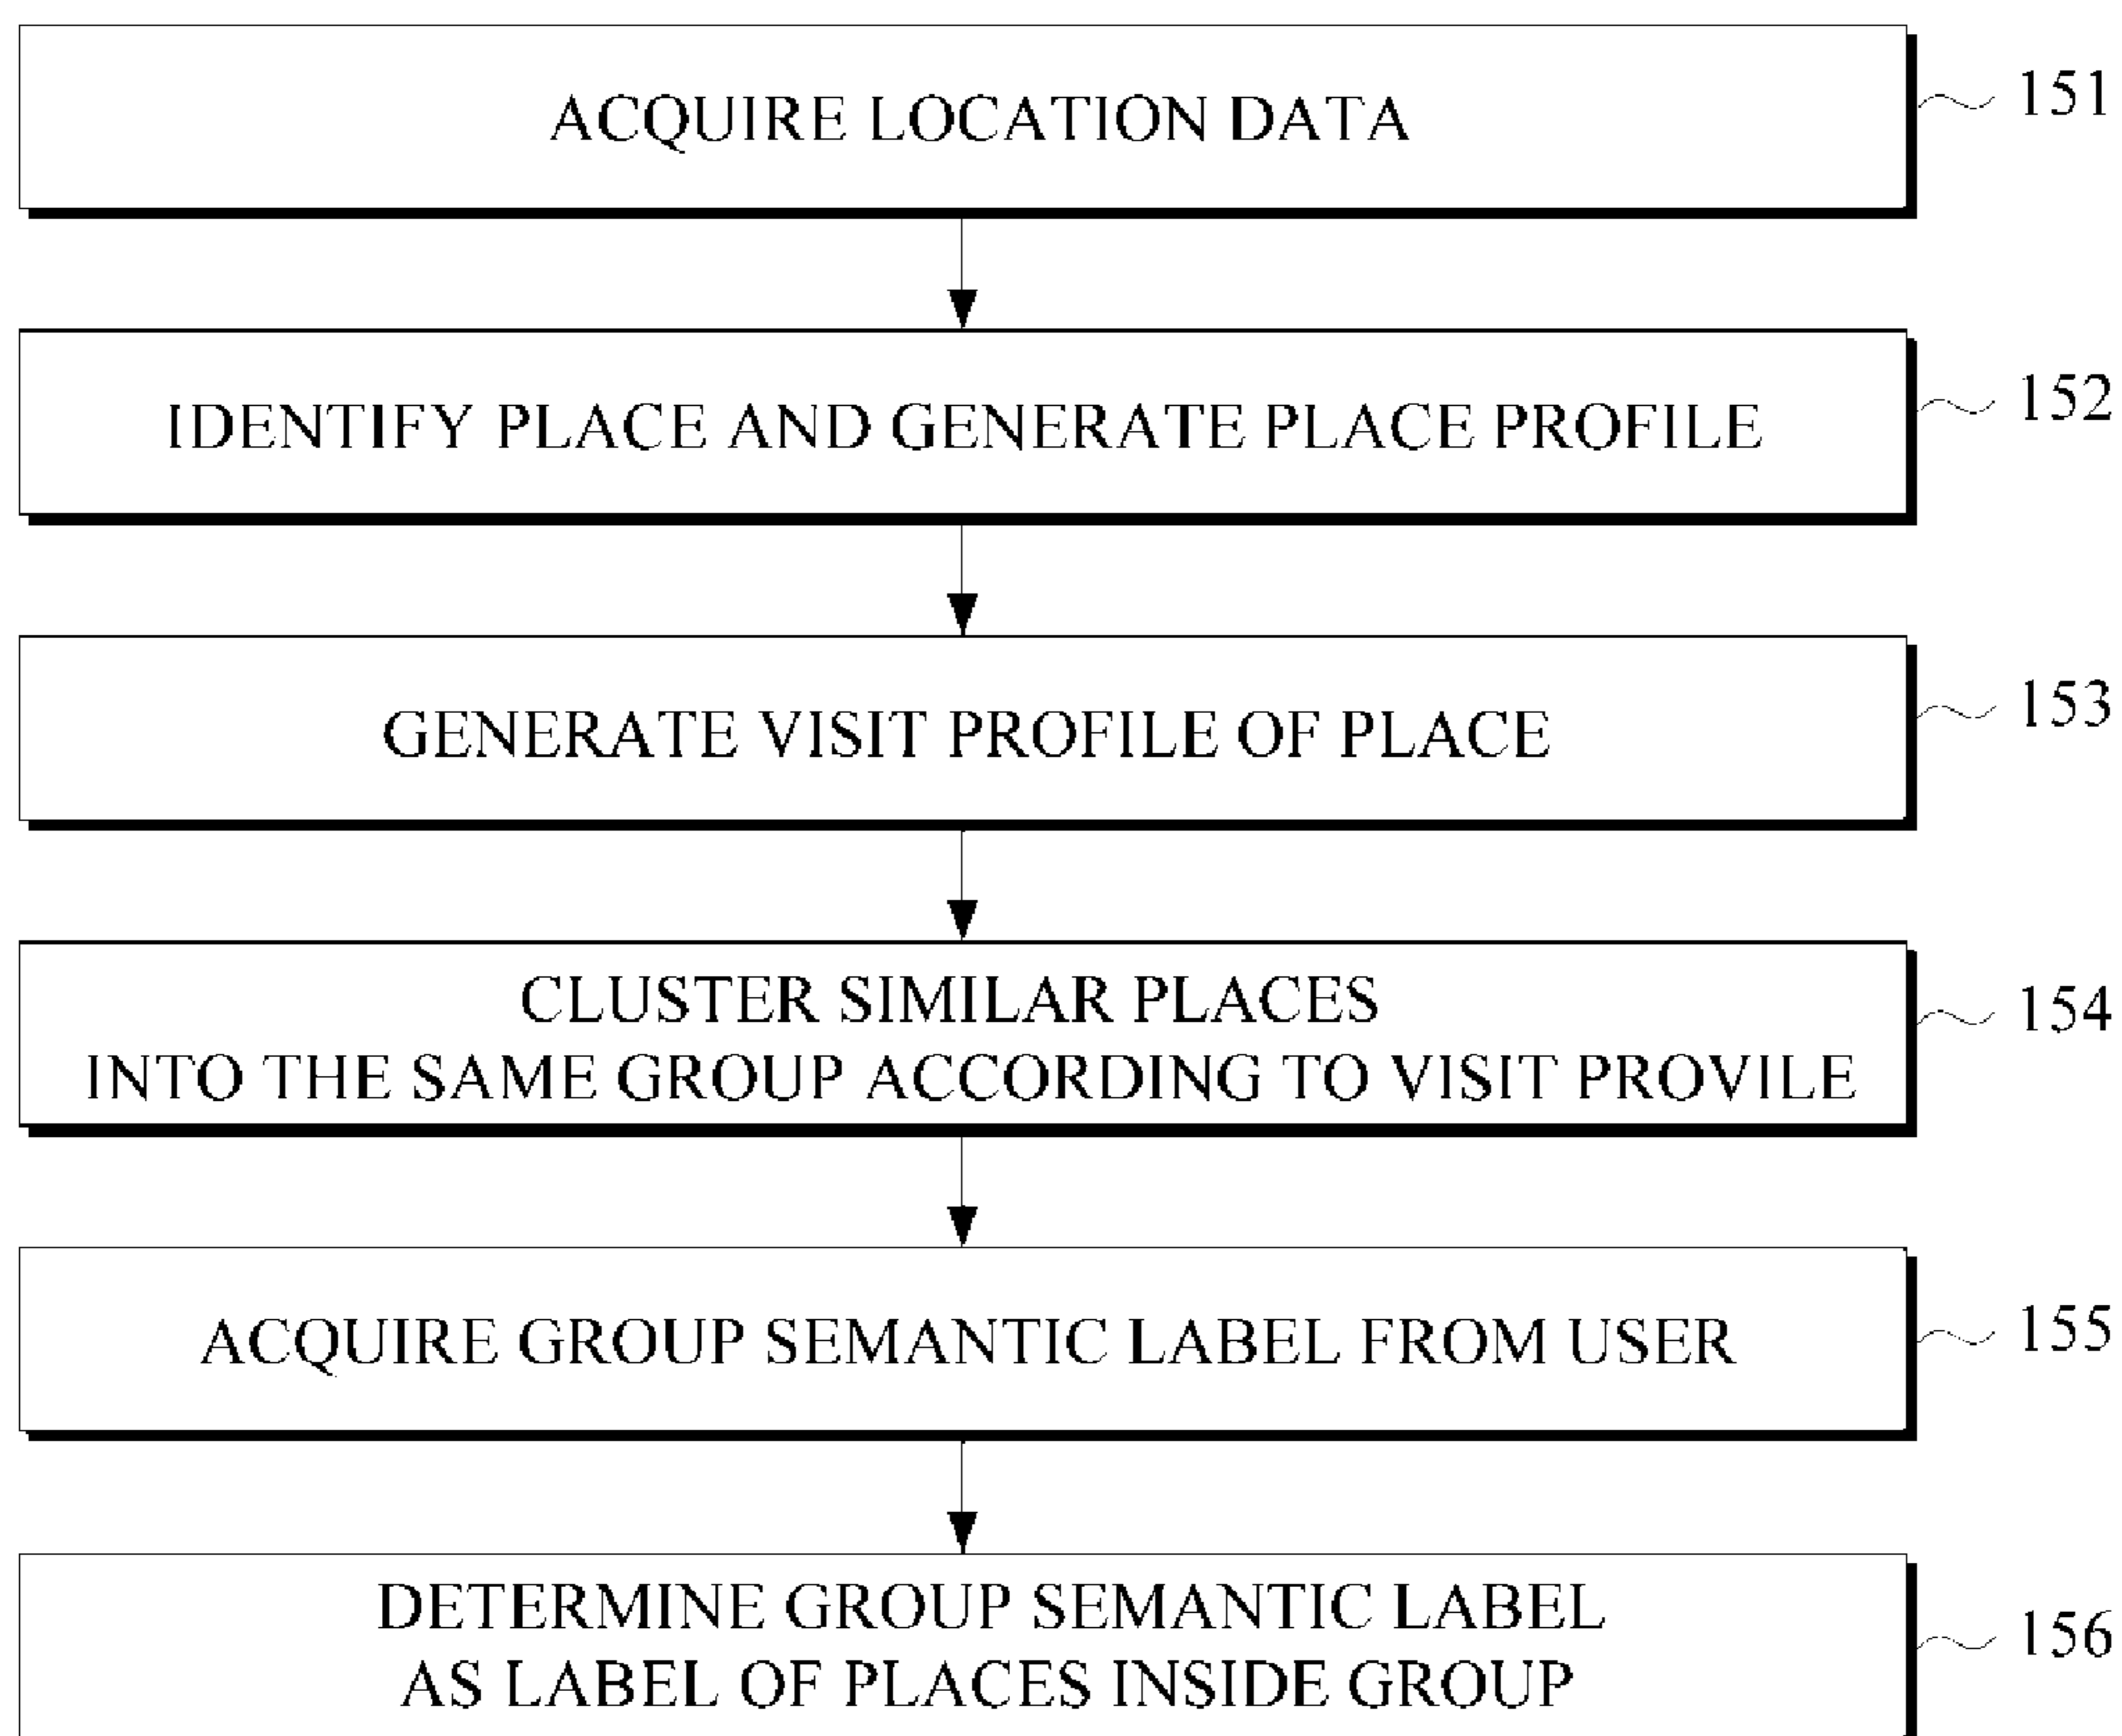 ACQUIRE LOCATION DATA 151
IDENTIFY PLACE AND GENERATE PLACE PROFILE 152
GENERATE VISIT PROFILE OF PLACE 153
CLUSTER SIMILAR PLACES
INTO THE SAME GROUP ACCORDING TO VISIT PROVILE 154
ACQUIRE GROUP SEMANTIC LABEL FROM USER 155
DETERMINE GROUP SEMANTIC LABEL
AS LABEL OF PLACES INSIDE GROUP 156